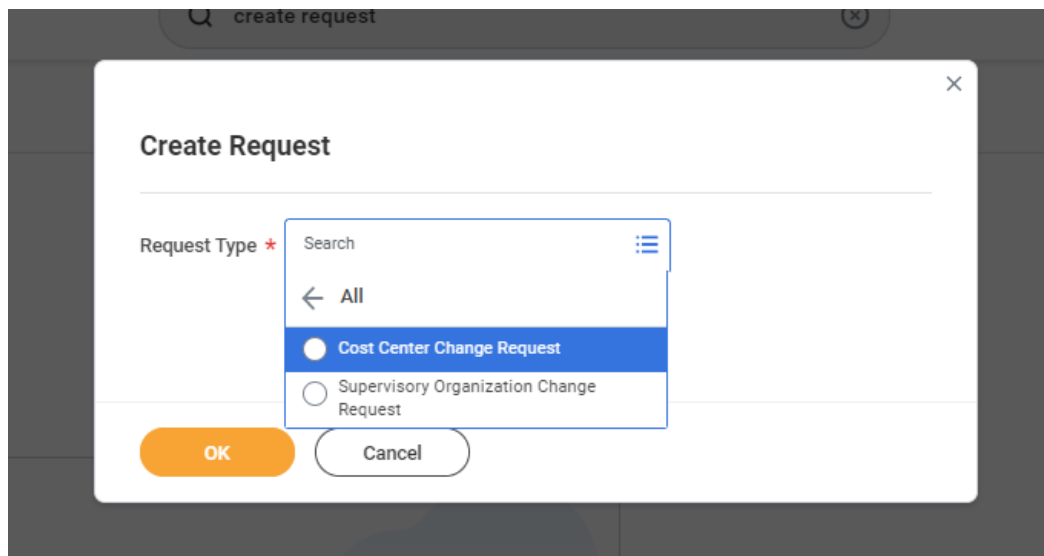 create request
Create Request
Request Type *
Search
All
Cost Center Change Request
Supervisory Organization Change
Request
OK
Cancel